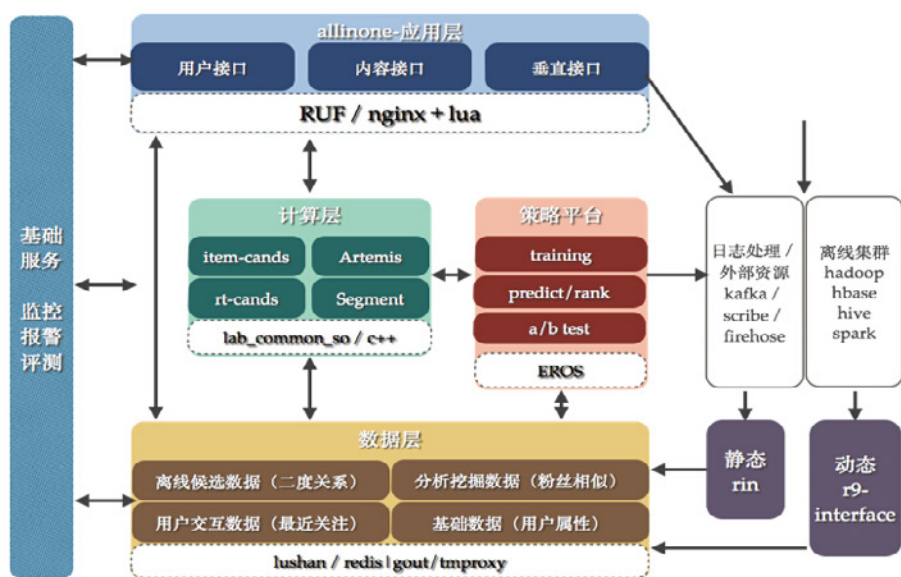 allinone-应用层
用户接口
内容接口
垂直接口
RUF / nginx + lua
基础
服务
监控
报警
评测
计算层
item-cands
Artemis
rt-cands
Segment
lab_common_so / c++
策略平台
training
predict/rank
a/b test
EROS
日志处理 /
外部资源
kafka /
scribe /
firehose
离线集群
hadoop
hbase
hive
spark
数据层
离线候选数据（二度关系）
分析挖掘数据（粉丝相似）
用户交互数据（最近关注）
基础数据（用户属性）
lushan / redis|gout/tmproxy
静态
rin
动态
r9-
interface